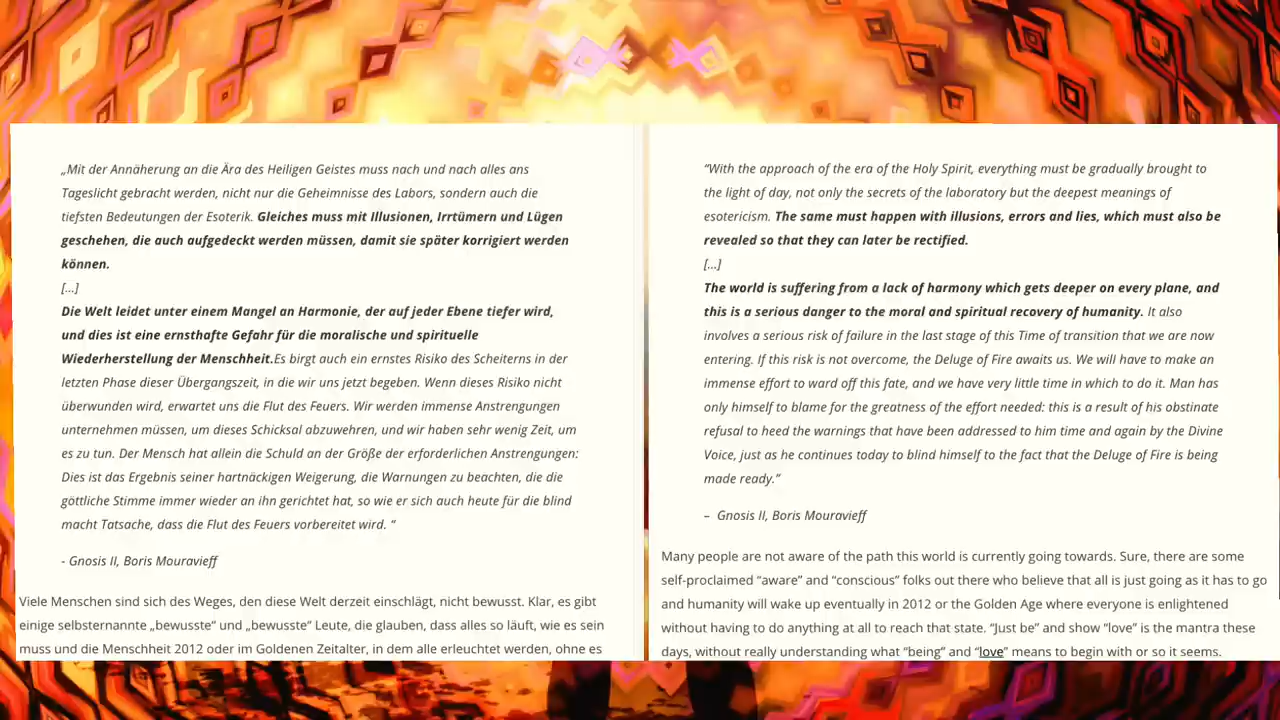 „Mit der Annäherung an die Ära des Heiligen Geistes muss nach und nach alles ans
Tageslicht gebracht werden, nicht nur die Geheimnisse des Labors, sondern auch die
tiefsten Bedeutungen der Esoterik. Gleiches muss mit Illusionen, Irrtümern und Lügen
geschehen, die auch aufgedeckt werden müssen, damit sie später korrigiert werden
können.
[...]
Die Welt leidet unter einem Mangel an Harmonie, der auf jeder Ebene tiefer wird,
und dies ist eine ernsthafte Gefahr für die moralische und spirituelle
Wiederherstellung der Menschheit.Es birgt auch ein ernstes Risiko des Scheiterns in der
letzten Phase dieser Übergangszeit, in die wir uns jetzt begeben. Wenn dieses Risiko nicht
überwunden wird, erwartet uns die Flut des Feuers. Wir werden immense Anstrengungen
unternehmen müssen, um dieses Schicksal abzuwehren, und wir haben sehr wenig Zeit, um
es zu tun. Der Mensch hat allein die Schuld an der Größe der erforderlichen Anstrengungen:
Dies ist das Ergebnis seiner hartnäckigen Weigerung, die Warnungen zu beachten, die die
göttliche Stimme immer wieder an ihn gerichtet hat, so wie er sich auch heute für die blind
macht Tatsache, dass die Flut des Feuers vorbereitet wird. “
- Gnosis II, Boris Mouravieff
Viele Menschen sind sich des Weges, den diese Welt derzeit einschlägt, nicht bewusst. Klar, es gibt
einige selbsternannte „bewusste“ und „bewusste“ Leute, die glauben, dass alles so läuft, wie es sein
muss und die Menschheit 2012 oder im Goldenen Zeitalter, in dem alle erleuchtet werden, ohne es
“With the approach of the era of the Holy Spirit, everything must be gradually brought to
the light of day, not only the secrets of the laboratory but the deepest meanings of
esotericism. The same must happen with illusions, errors and lies, which must also be
revealed so that they can later be rectified.
[...]
The world is suffering from a lack of harmony which gets deeper on every plane, and
this is a serious danger to the moral and spiritual recovery of humanity. It also
involves a serious risk of failure in the last stage of this Time of transition that we are now
entering. If this risk is not overcome, the Deluge of Fire awaits us. We will have to make an
immense effort to ward off this fate, and we have very little time in which to do it. Man has
only himself to blame for the greatness of the effort needed: this is a result of his obstinate
refusal to heed the warnings that have been addressed to him time and again by the Divine
Voice, just as he continues today to blind himself to the fact that the Deluge of Fire is being
made ready.”
– Gnosis II, Boris Mouravieff
Many people are not aware of the path this world is currently going towards. Sure, there are some
self-proclaimed “aware” and “conscious” folks out there who believe that all is just going as it has to go
and humanity will wake up eventually in 2012 or the Golden Age where everyone is enlightened
without having to do anything at all to reach that state. “Just be” and show “love” is the mantra these
days, without really understanding what “being” and “love” means to begin with or so it seems.